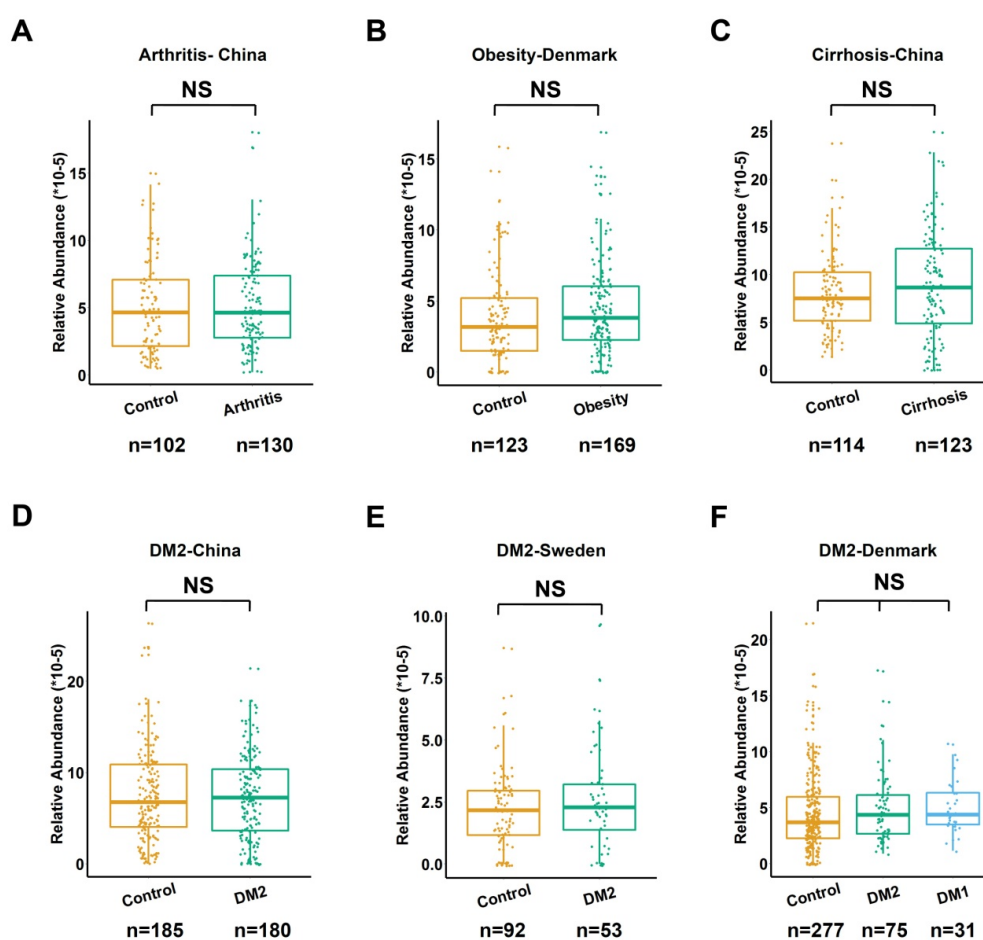 A
Arthritis- China
NS
Relative Abundance (*10-5)
15
10
5
0
Control
Arthritis
n=102
n=130
B
Obesity-Denmark
NS
Relative Abundance (*10-5)
15
10
5
0
Control
Obesity
n=123
n=169
C
Cirrhosis-China
NS
Relative Abundance (*10-5)
25
20
15
10
5
0
Control
Cirrhosis
n=114
n=123
D
DM2-China
NS
Relative Abundance (*10-5)
20
10
0
Control
DM2
n=185
n=180
E
DM2-Sweden
NS
Relative Abundance (*10-5)
10.0
7.5
5.0
2.5
0.0
Control
DM2
n=92
n=53
F
DM2-Denmark
NS
Relative Abundance (*10-5)
20
15
10
5
0
Control
DM2
DM1
n=277
n=75
n=31